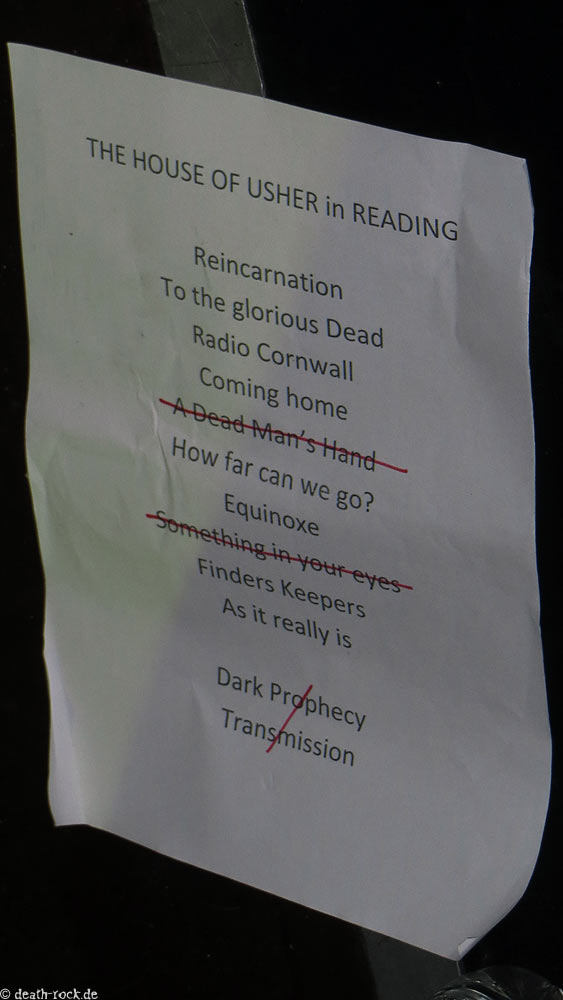 THE HOUSE OF USHER in READING
Reincarnation
To the glorious Dead
Radio Cornwall
Coming home
A Dead Man's Hand
How far can we go?
Equinoxe
Something in your eyes
Finders Keepers
As it really is
Dark Prophecy
Transmission
© death-rock.de